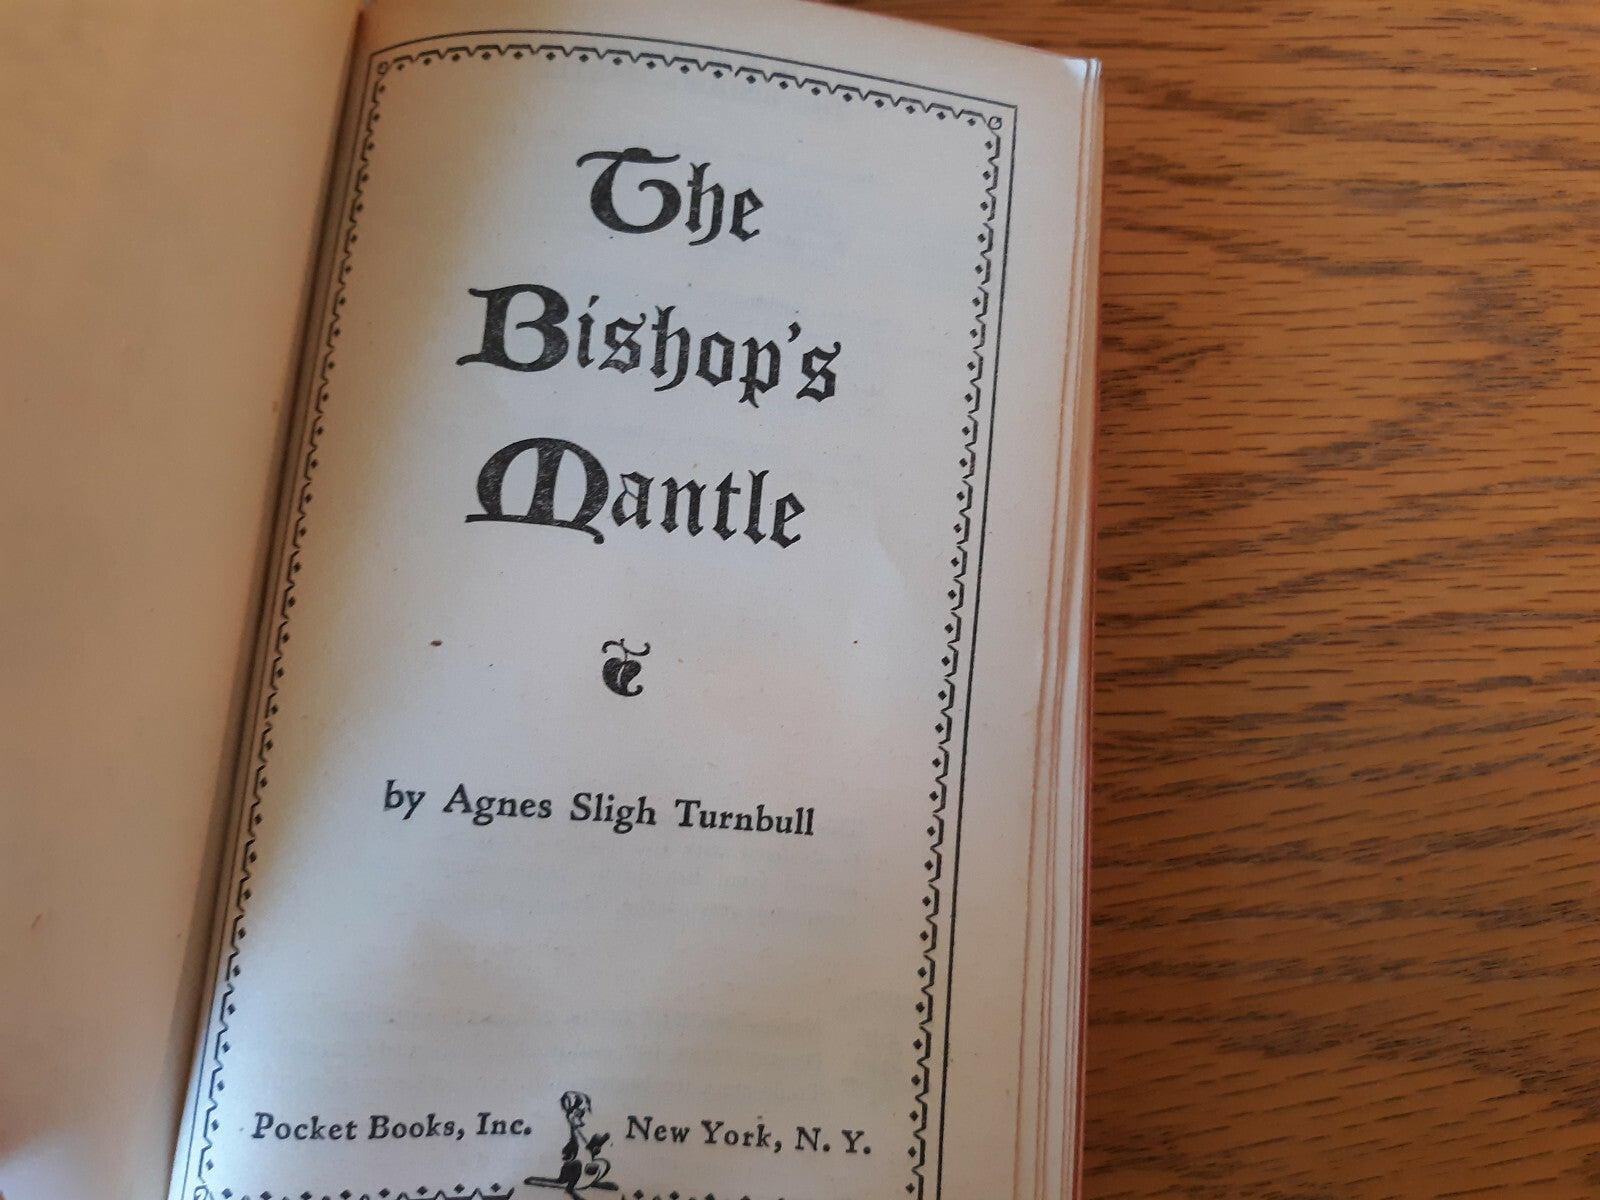 The
Bishop's
Mantle
by Agnes Sligh Turnbull
Pocket Books, Inc. New York, N. Y.